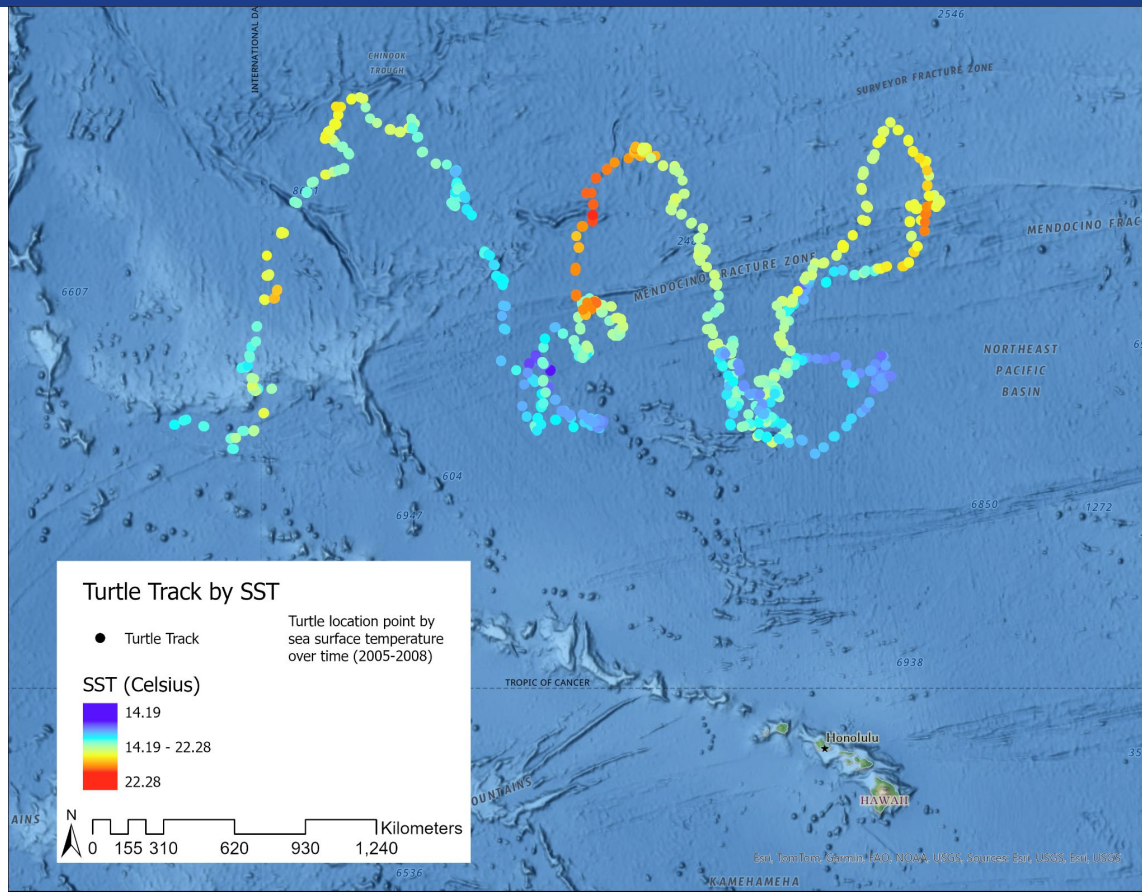 2546
INTERNATIONAL DA
CHINOOK
TROUGH
SURVEYOR FRACTURE ZONE
MENDOCINO FRAC
MENDOCINO FRACTURE ZONE
6607
NORTHEAST
PACIFIC
BASIN
604
6947
6850
1272
Turtle Track by SST
Turtle Track
Turtle location point by
sea surface temperature
over time (2005-2008)
SST (Celsius)
14.19
14.19 - 22.28
22.28
N
0 155 310 620 930 1,240
Kilometers
6938
TROPIC OF CANCER
Honolulu
HAWAII
OUNTAINS
AINS
Esri, TomTom, Garmin, FAO, NOAA, USGS, Sources: Esri, USGS, Esri, USGS
6536
KAMEHAMEHA